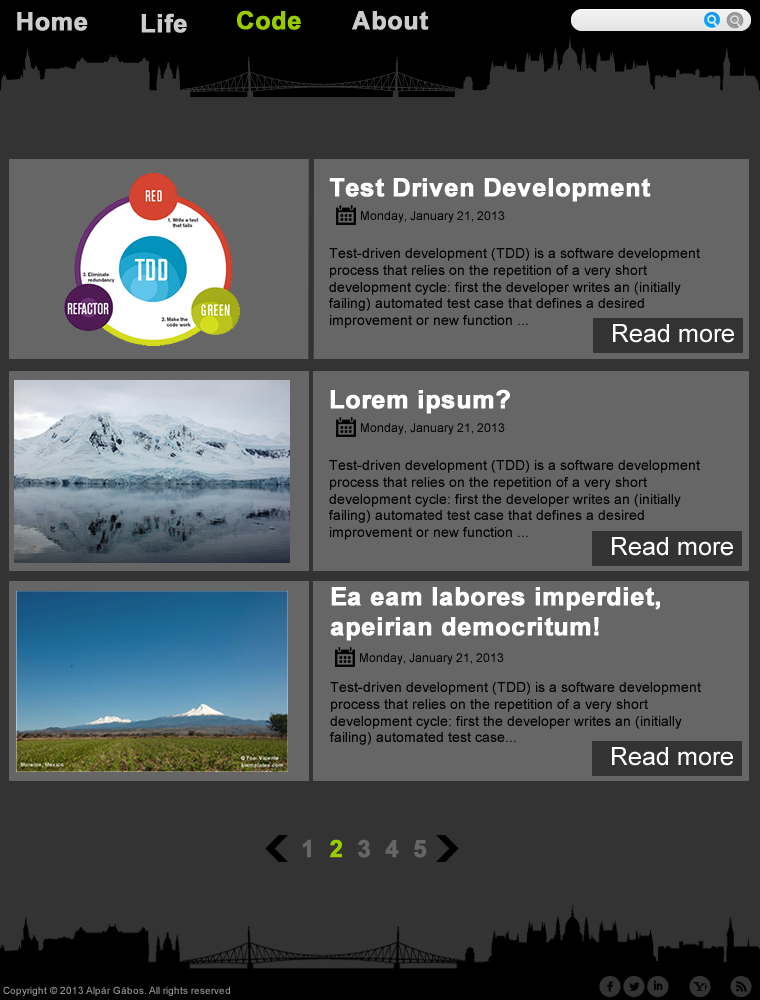 Home Life Code About
RED
1. Write a test
that fails
TDD
3. Eliminate
redundancy
REFACTOR
GREEN
2. Make the
code work
Test Driven Development
Monday, January 21, 2013
Test-driven development (TDD) is a software development
process that relies on the repetition of a very short
development cycle: first the developer writes an (initially
failing) automated test case that defines a desired
improvement or new function ...
Read more
Lorem ipsum?
Monday, January 21, 2013
Test-driven development (TDD) is a software development
process that relies on the repetition of a very short
development cycle: first the developer writes an (initially
failing) automated test case that defines a desired
improvement or new function ...
Read more
Morelos, Mexico
Ea eam labores imperdiet,
apeirian democritum!
Monday, January 21, 2013
Test-driven development (TDD) is a software development
process that relies on the repetition of a very short
development cycle: first the developer writes an (initially
failing) automated test case...
Read more
1 2 3 4 5
Copyright © 2013 Alpár Gábos. All rights reserved